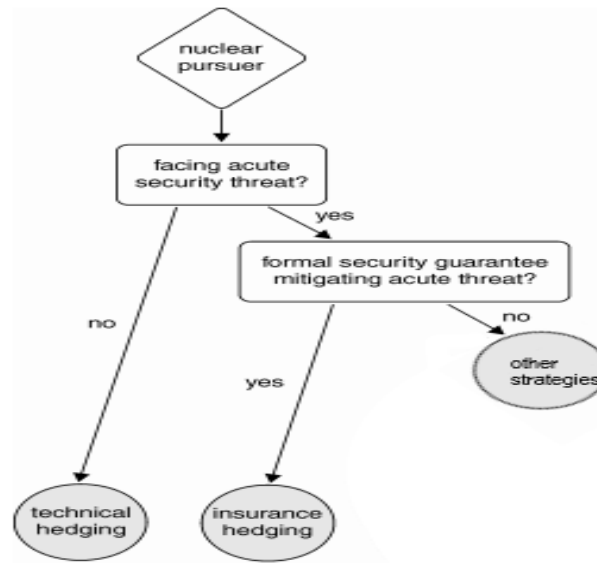 nuclear
pursuer
facing acute
security threat?
yes
formal security guarantee
mitigating acute threat?
no
no
other
strategies
yes
technical
hedging
insurance
hedging